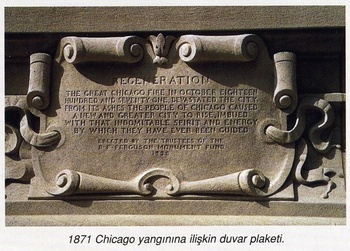 REGENERATION
THE GREAT CHICAGO FIRE IN OCTOBER EIGHTEEN
HUNDRED AND SEVENTY-ONE, DEVASTATED THE CITY.
FROM ITS ASHES THE PEOPLE OF CHICAGO CAUSED
A NEW AND GREATER CITY TO RISE, IMBUED
WITH THAT INDOMITABLE SPIRIT AND ENERGY
BY WHICH THEY HAVE EVER BEEN GUIDED
ERECTED BY THE TRUSTEES OF THE
B·F·FERGUSON MONUMENT FUND
1928
1871 Chicago yangınına ilişkin duvar plaketi.